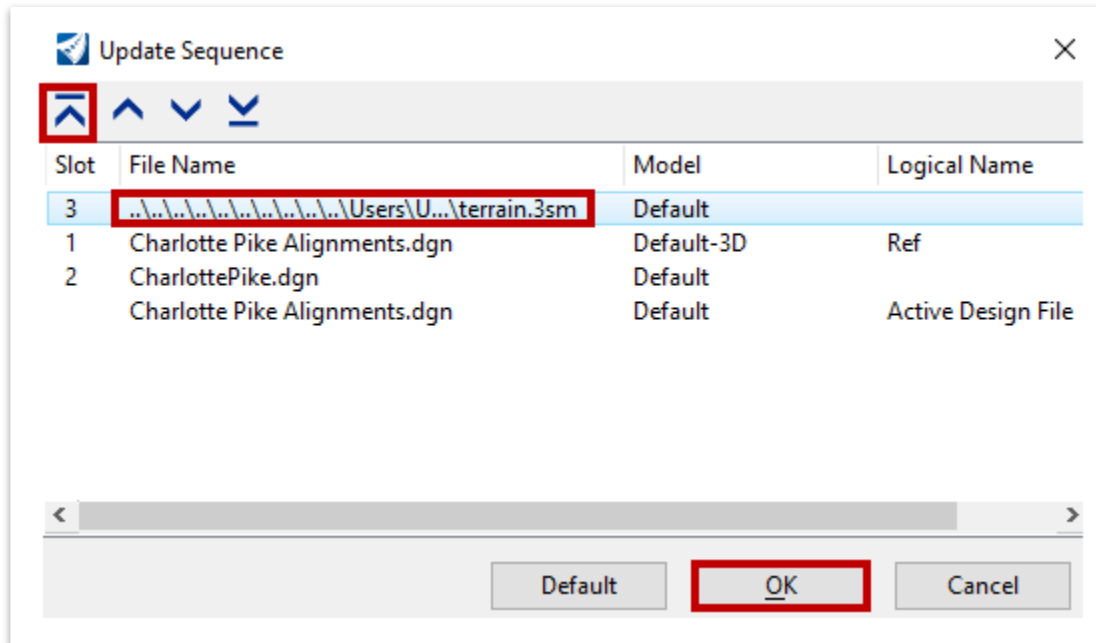 Update Sequence
Slot File Name Model Logical Name
3 ..\..\..\..\..\..\..\..\..\..\..\Users\U...\terrain.3sm Default
1 Charlotte Pike Alignments.dgn Default-3D Ref
2 CharlottePike.dgn Default
Charlotte Pike Alignments.dgn Default Active Design File
Default OK Cancel